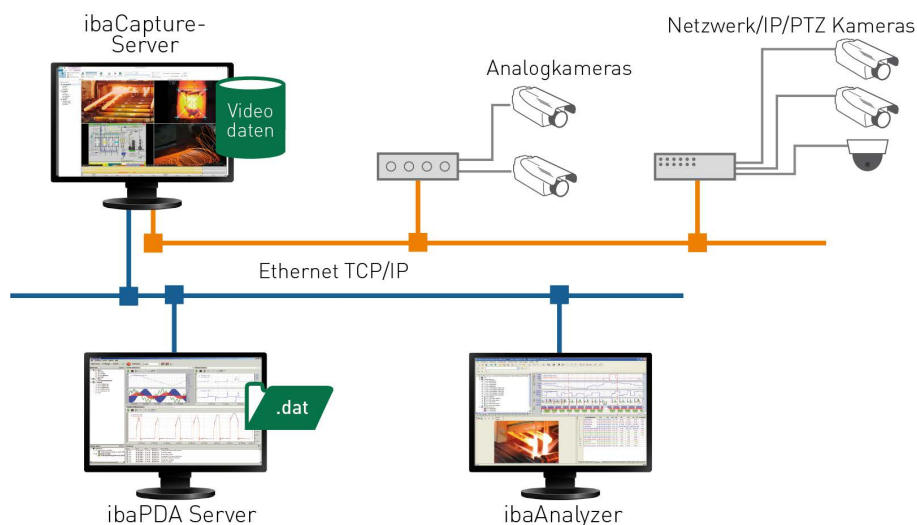 ibaCapture-
Server
Netzwerk/IP/PTZ Kameras
Analogkameras
Video
daten
Ethernet TCP/IP
.dat
ibaPDA Server
ibaAnalyzer